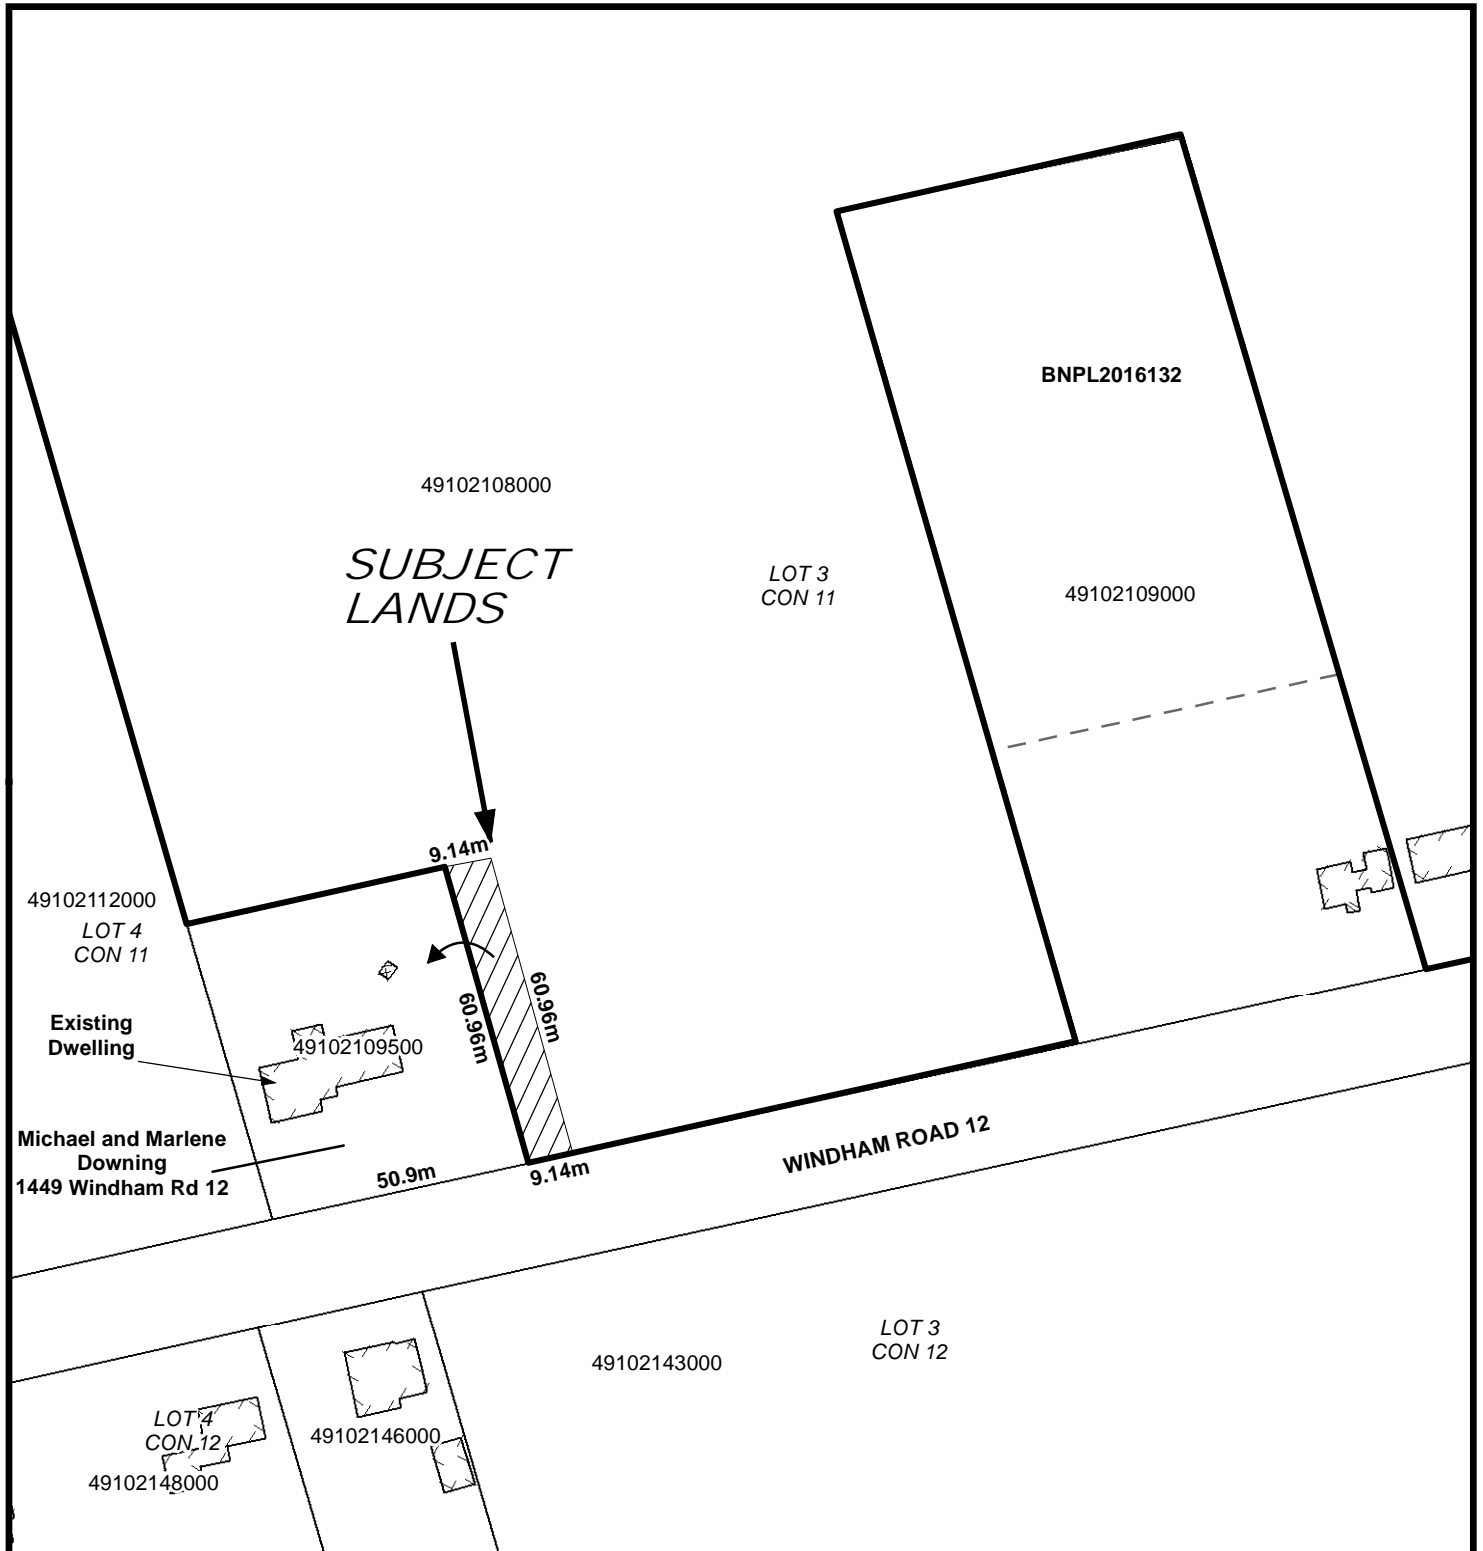 BNPL2016132
49102108000
SUBJECT
LANDS
LOT 3
CON 11
49102109000
9.14m
49102112000
LOT 4
CON 11
60.96m
60.96m
Existing
Dwelling
49102109500
Michael and Marlene
Downing
1449 Windham Rd 12
50.9m
9.14m
WINDHAM ROAD 12
LOT 3
CON 12
49102143000
LOT 4
CON 12
49102146000
49102148000